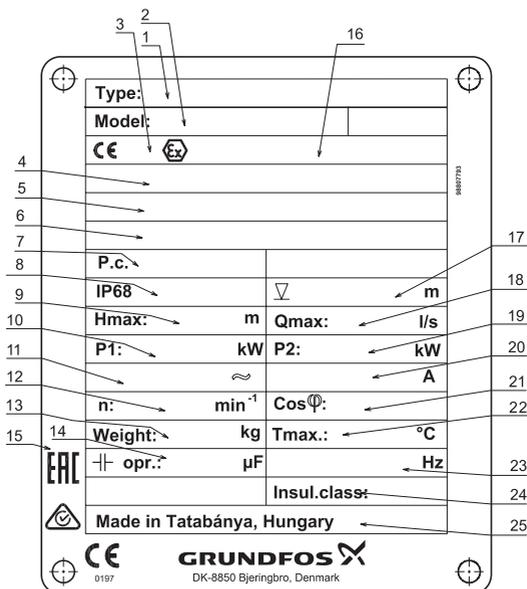 2
3
1
16
Type:
Model:
CE Ex
98807793
4
5
6
7
P.c.
17
8
IP68 m
18
9
Hmax: m Qmax: l/s
19
10
P1: kW P2: kW
20
11
A
21
12
n: min⁻¹ Cosφ:
22
13
Weight: kg Tmax.: °C
14
15
opr.: µF Hz
23
EAC
Insul.class:
24
Made in Tatabánya, Hungary
25
CE
0197
GRUNDFOS
DK-8850 Bjeringbro, Denmark